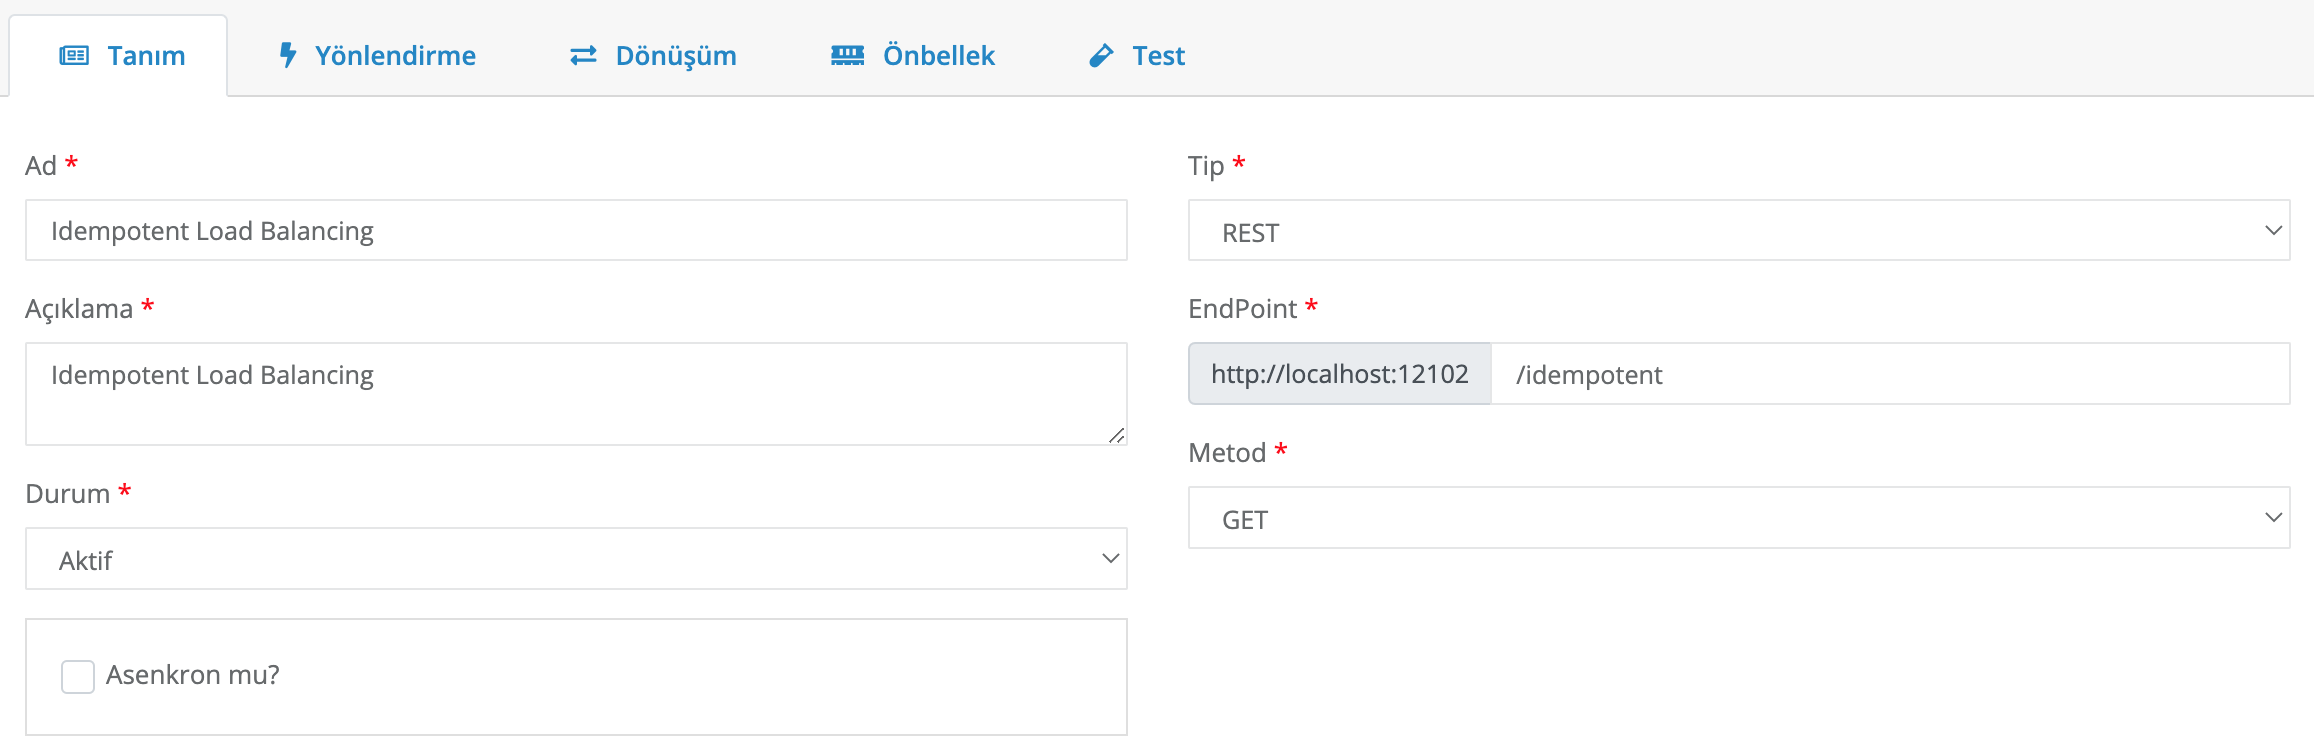 Tanım Yönlendirme Dönüşüm Önbellek Test
Ad *
Idempotent Load Balancing
Açıklama *
Idempotent Load Balancing
Durum *
Aktif
Asenkron mu?
Tip *
REST
EndPoint *
http://localhost:12102 /idempotent
Metod *
GET